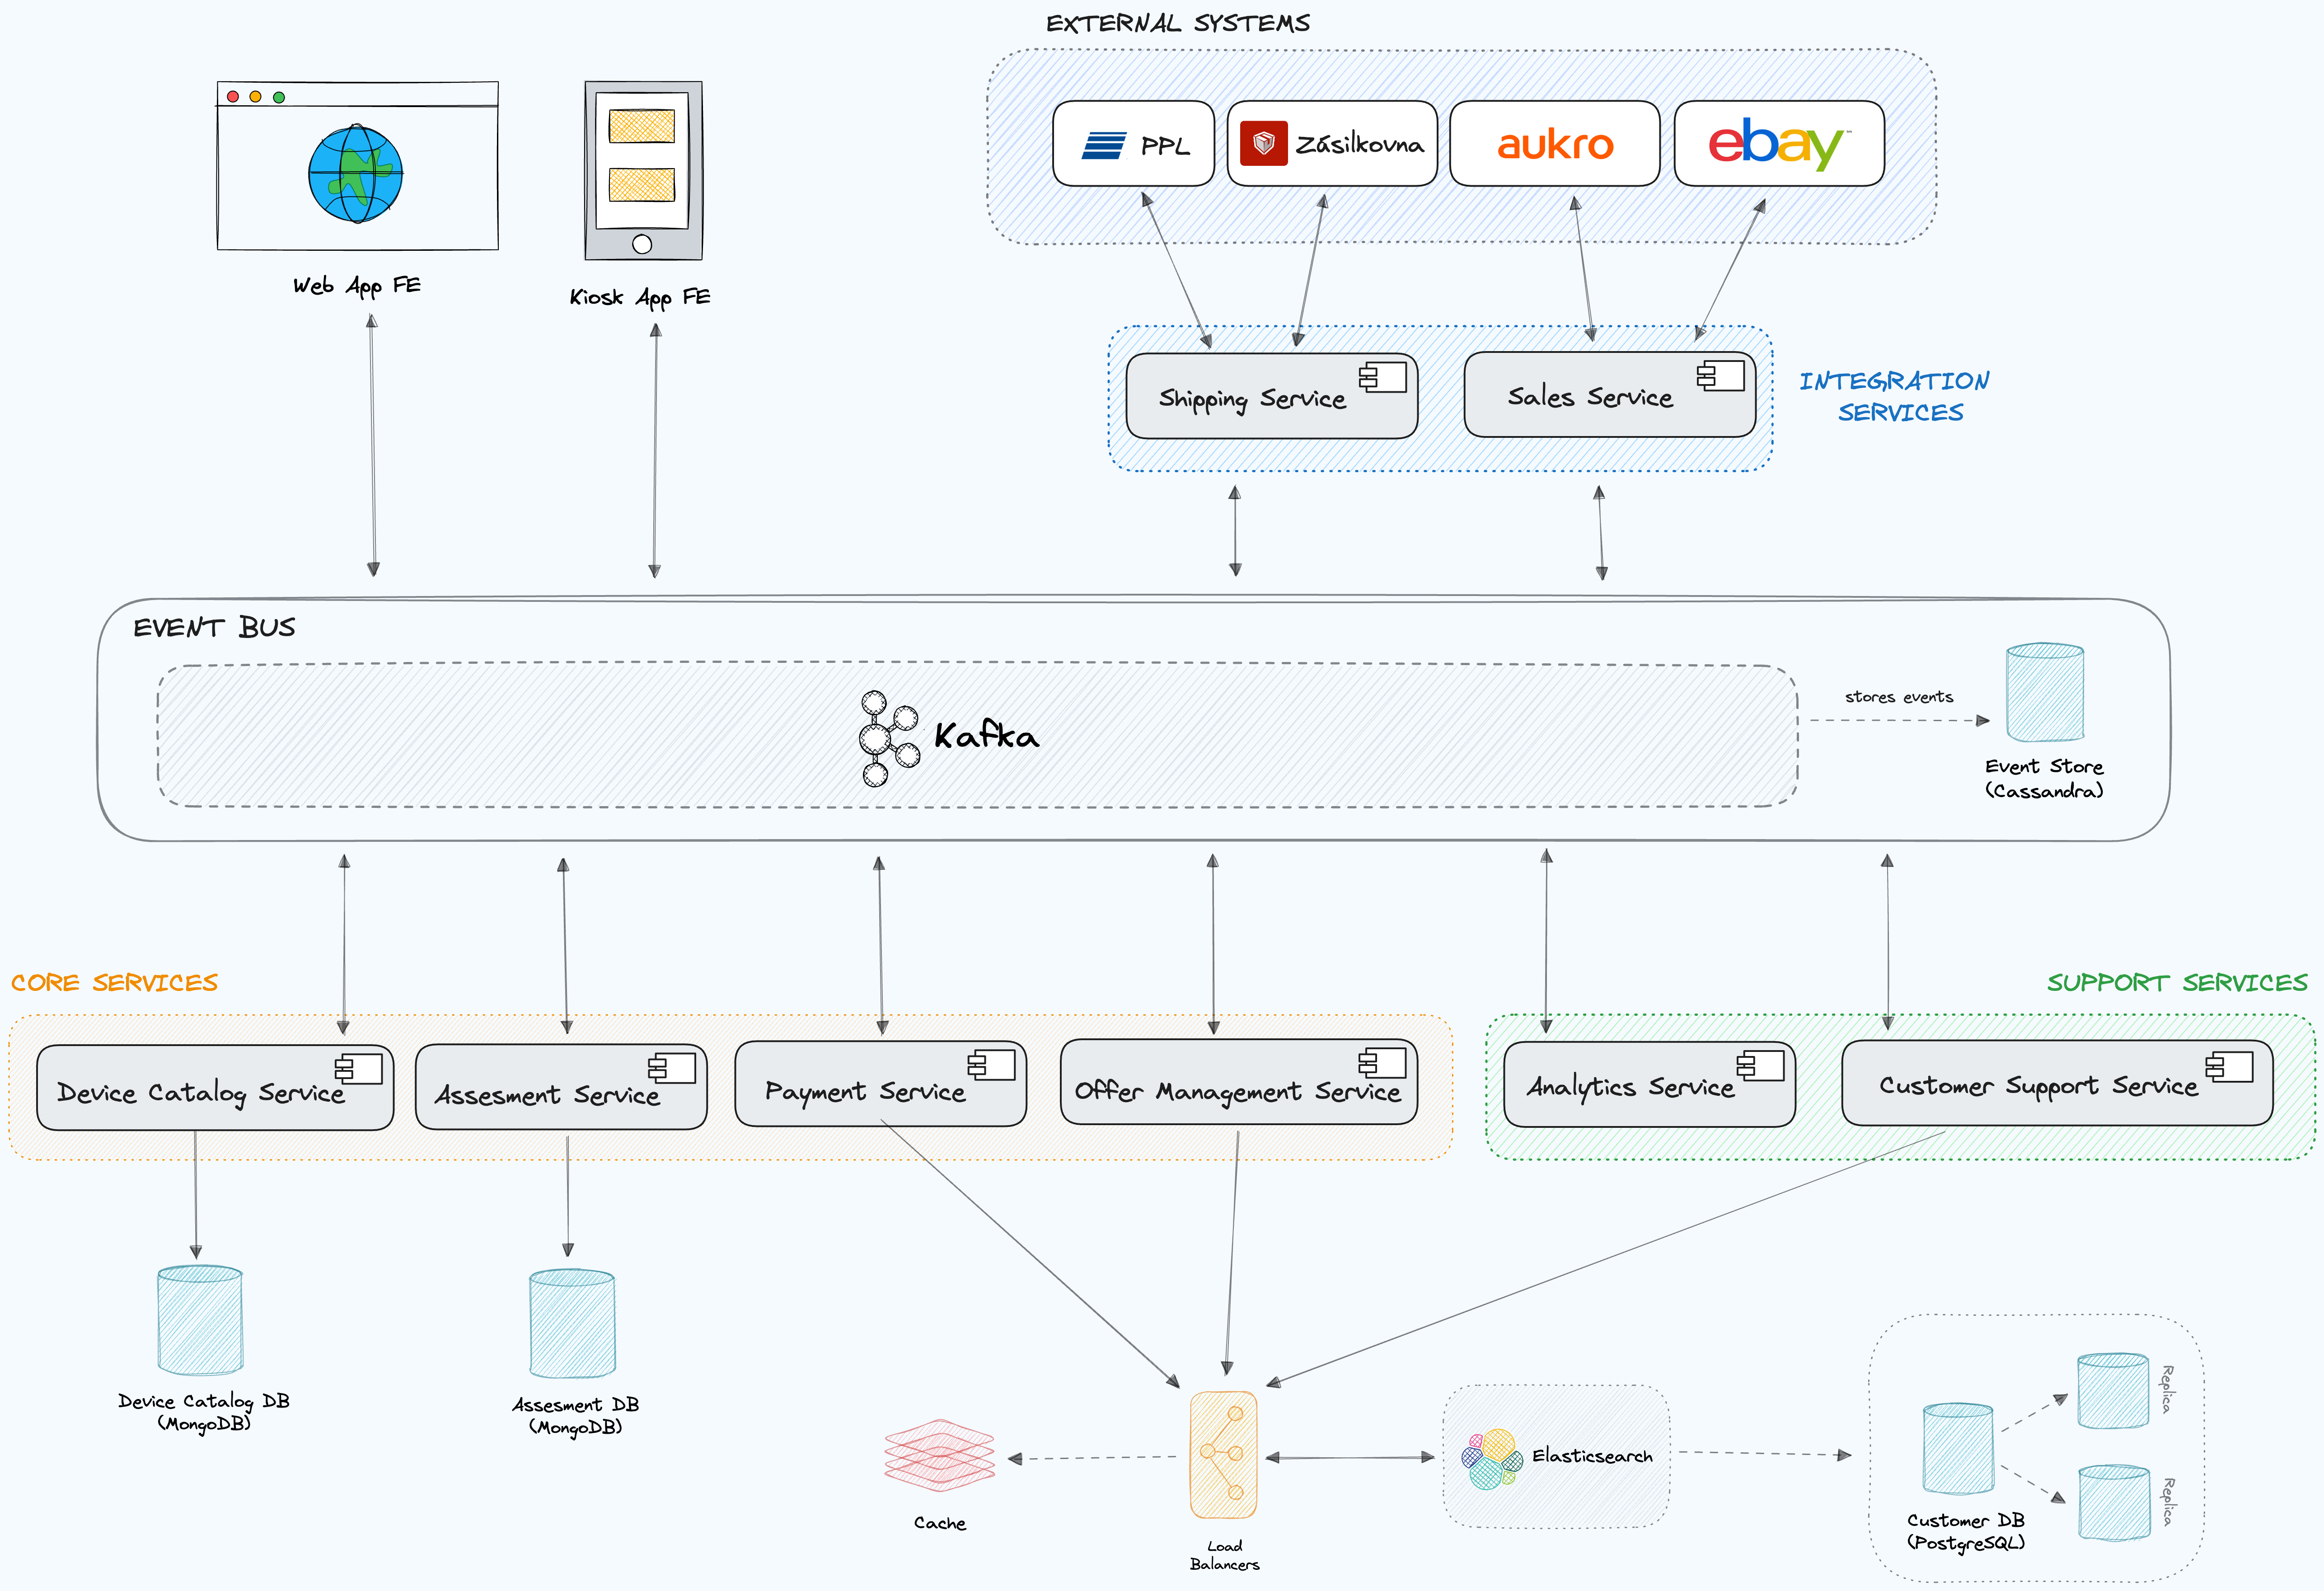 EXTERNAL SYSTEMS
PPL
Zásilkovna
aukro
ebay™
Web App FE
Kiosk App FE
Shipping Service
Sales Service
INTEGRATION
SERVICES
EVENT BUS
Kafka
stores events
Event Store
(Cassandra)
CORE SERVICES
SUPPORT SERVICES
Device Catalog Service
Assesment Service
Payment Service
Offer Management Service
Analytics Service
Customer Support Service
Device Catalog DB
(MongoDB)
Assesment DB
(MongoDB)
Cache
Load
Balancers
Elasticsearch
Customer DB
(PostgreSQL)
Replica
Replica